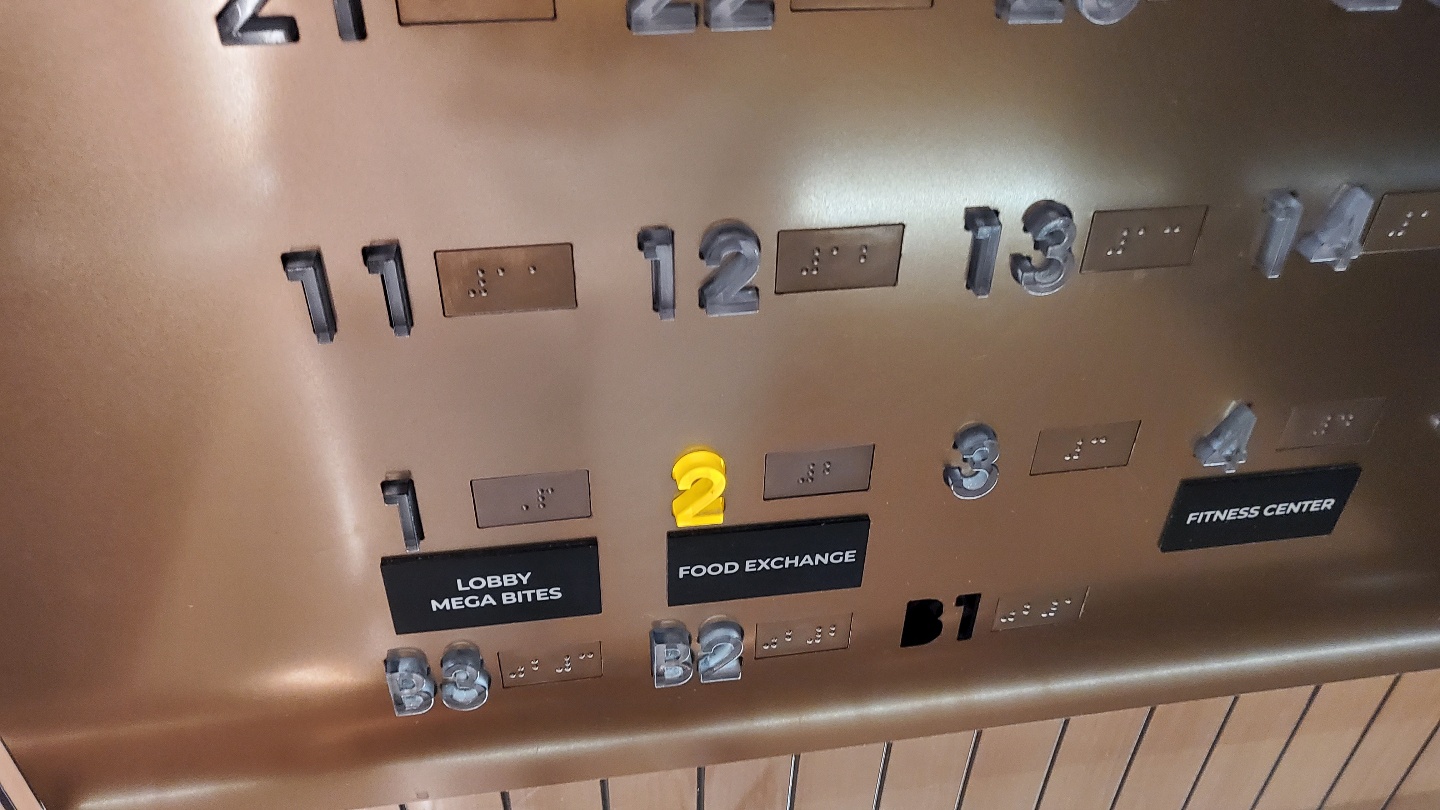 21 22
11 12 13 14
1 2 3 4
LOBBY
MEGA BITES
FOOD EXCHANGE
FITNESS CENTER
B3 B2 B1